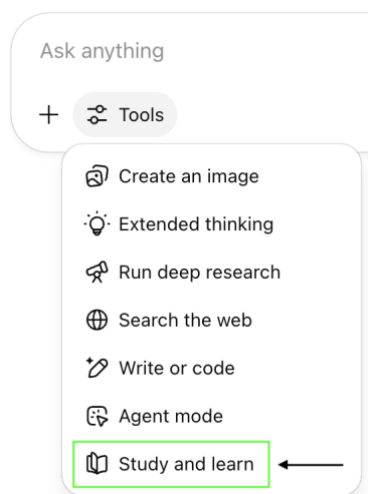 Ask anything
Tools
Create an image
Extended thinking
Run deep research
Search the web
Write or code
Agent mode
Study and learn